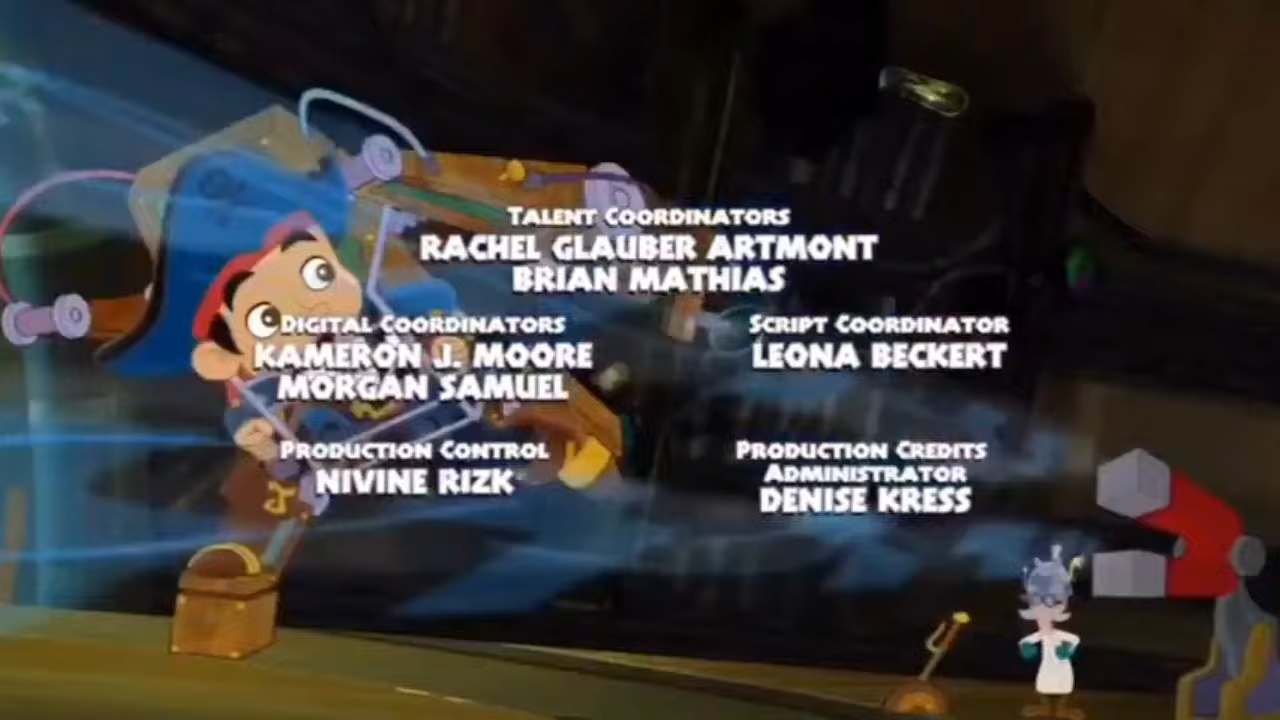 Talent Coordinators
RACHEL GLAUBER ARTMONT
BRIAN MATHIAS
Digital Coordinators
KAMERON J. MOORE
MORGAN SAMUEL
Script Coordinator
LEONA BECKERT
Production Control
NIVINE RIZK
Production Credits
Administrator
DENISE KRESS